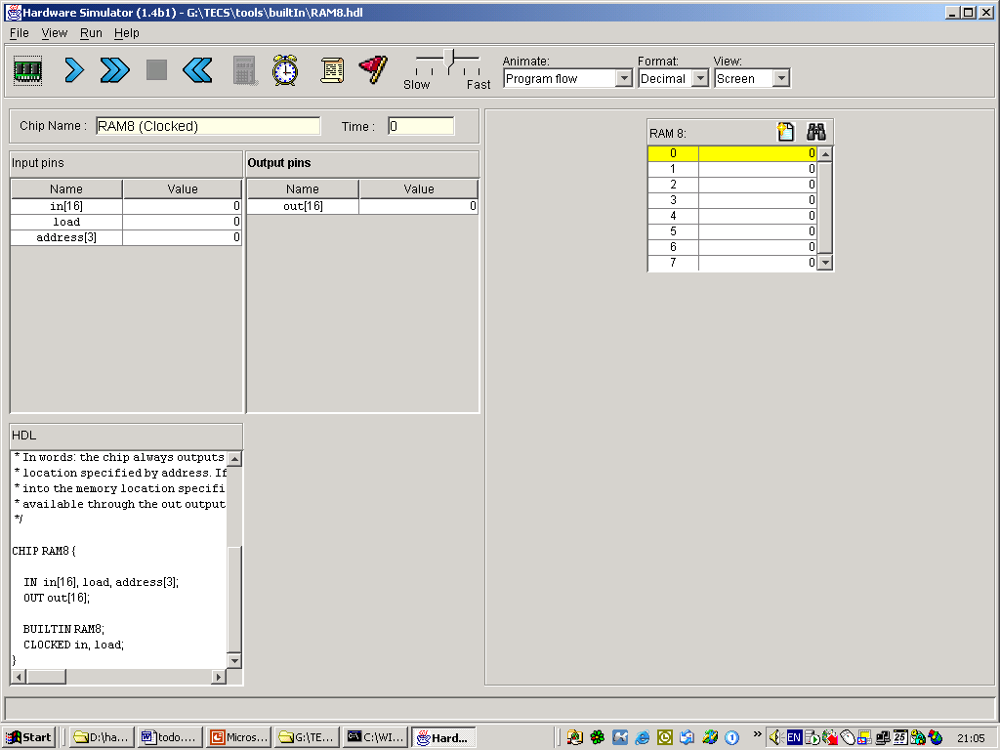 Hardware Simulator (1.4b1) - G:\TECS\tools\builtIn\RAM8.hdl
File View Run Help
Slow Fast
Animate: Format: View:
Program flow Decimal Screen
Chip Name : RAM8 (Clocked) Time : 0
Input pins
Name Value
in[16] 0
load 0
address[3] 0
Output pins
Name Value
out[16] 0
RAM 8:
0 0
1 0
2 0
3 0
4 0
5 0
6 0
7 0
HDL
* In words: the chip always outputs
* location specified by address. If
* into the memory location specifi
* available through the out output
*/
CHIP RAM8 {
IN in[16], load, address[3];
OUT out[16];
BUILTIN RAM8;
CLOCKED in, load;
}
Start D:\ha... todo.... Micros... G:\TE... C:\WI... Hard... » EN 25 21:05